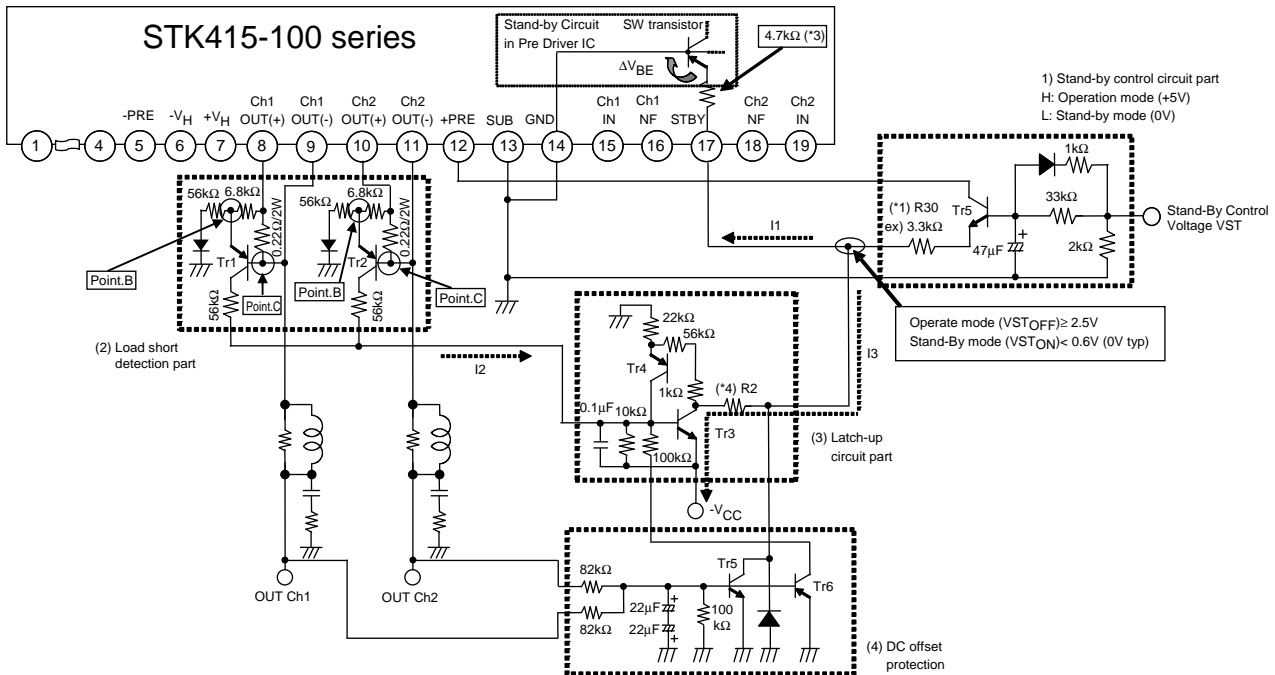 STK415-100 series
Stand-by Circuit
in Pre Driver IC
SW transistor
ΔVBE
4.7kΩ (*3)
1) Stand-by control circuit part
H: Operation mode (+5V)
L: Stand-by mode (0V)
-PRE
-VH
+VH
Ch1
OUT(+)
Ch1
OUT(-)
Ch2
OUT(+)
Ch2
OUT(-)
+PRE
SUB
GND
Ch1
IN
Ch1
NF
STBY
Ch2
NF
Ch2
IN
1
4
5
6
7
8
9
10
11
12
13
14
15
16
17
18
19
56kΩ
6.8kΩ
0.22Ω/2W
Tr1
56kΩ
Point.B
Point.C
56kΩ
6.8kΩ
0.22Ω/2W
Tr2
56kΩ
Point.B
Point.C
(2) Load short
detection part
I1
(*1) R30
ex) 3.3kΩ
Tr5
1kΩ
33kΩ
47µF
+
2kΩ
Stand-By Control
Voltage VST
Operate mode (VSTOFF)≥ 2.5V
Stand-By mode (VSTON)< 0.6V (0V typ)
I2
I3
22kΩ
56kΩ
Tr4
1kΩ
(*4) R2
0.1µF
10kΩ
Tr3
100kΩ
(3) Latch-up
circuit part
-VCC
OUT Ch1
OUT Ch2
82kΩ
82kΩ
22µF
+
22µF
+
100
kΩ
Tr5
Tr6
(4) DC offset
protection